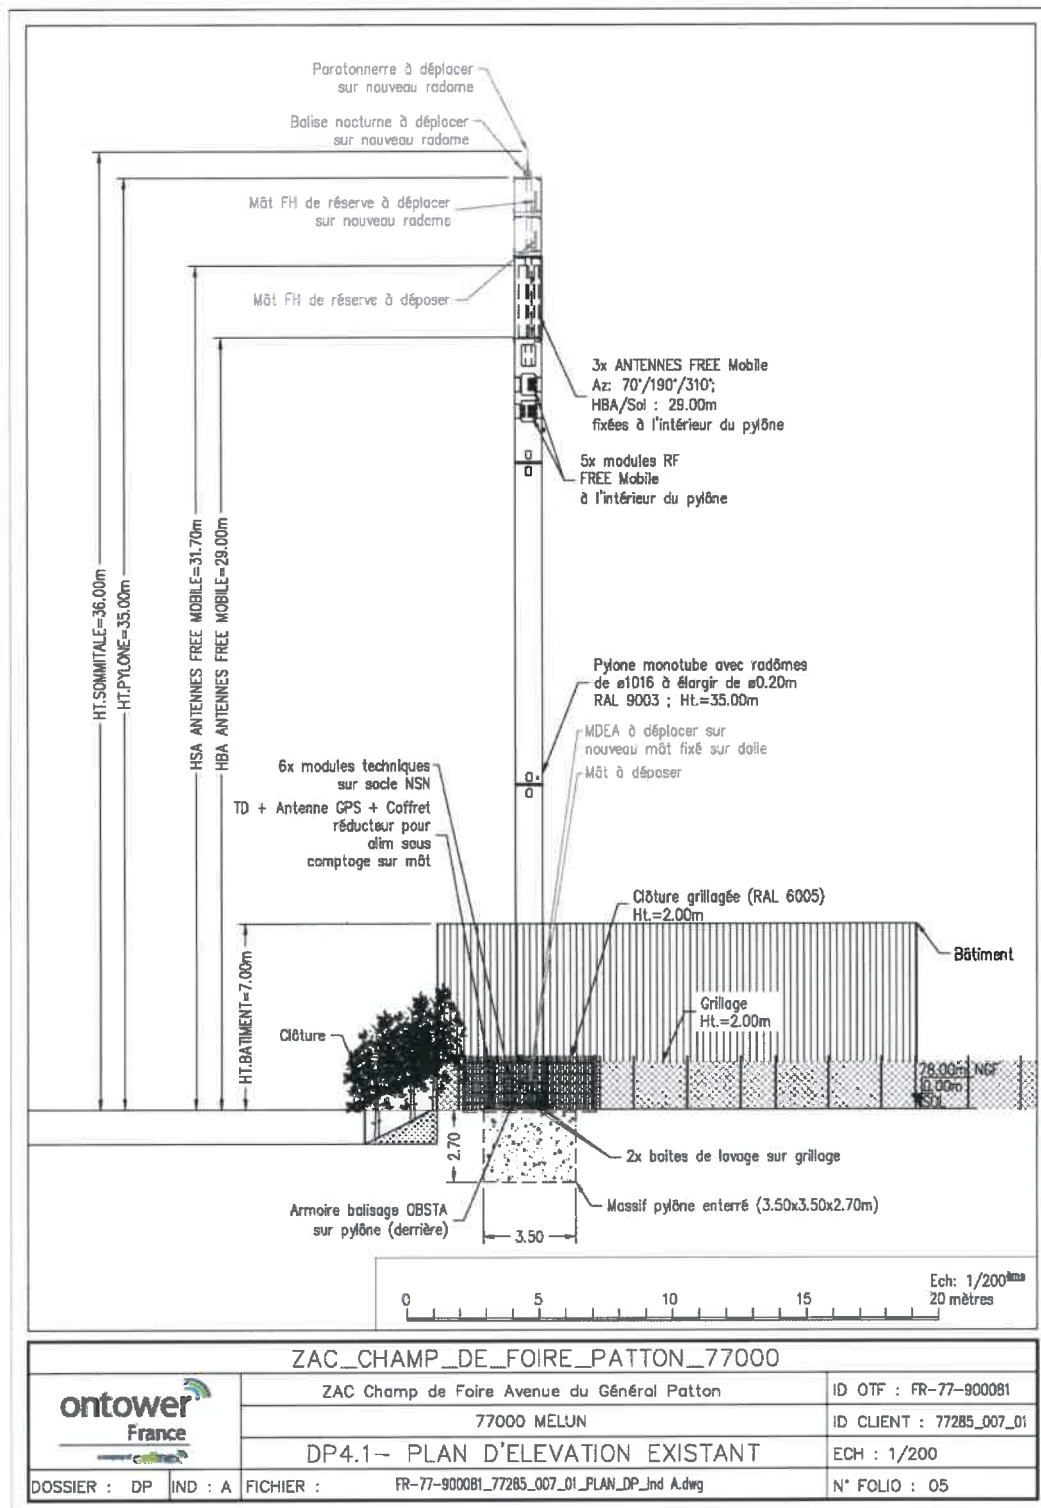 Paratonnerre à déplacer
sur nouveau radome
Balise nocturne à déplacer
sur nouveau radome
Mât FH de réserve à déplacer
sur nouveau radome
Mât FH de réserve à déposer
3x ANTENNES FREE Mobile
Az: 70°/190°/310°;
HBA/Sol : 29.00m
fixées à l'intérieur du pylône
5x modules RF
FREE Mobile
à l'intérieur du pylône
HT.SOMMITALE=36.00m
HT.PYLONE=35.00m
HSA ANTENNES FREE MOBILE=31.70m
HBA ANTENNES FREE MOBILE=29.00m
Pylone monotube avec radômes
de ø1016 à élargir de ø0.20m
RAL 9003 ; Ht.=35.00m
MDEA à déplacer sur
nouveau mât fixé sur dalle
Mât à déposer
6x modules techniques
sur socle NSN
TD + Antenne GPS + Coffret
réducteur pour
alim sous
comptage sur mât
Clôture grillagée (RAL 6005)
Ht.=2.00m
Bâtiment
HT.BATIMENT=7.00m
Grillage
Ht.=2.00m
Clôture
78.00m NGF
0.00m
SOL
2.70
2x boites de lovage sur grillage
Massif pylône enterré (3.50x3.50x2.70m)
Armoire balisage OBSTA
sur pylône (derrière)
3.50
Ech: 1/200ème
0 5 10 15 20 mètres
ZAC_CHAMP_DE_FOIRE_PATTON_77000
ontower
France
cellnex
ZAC Champ de Foire Avenue du Général Patton
ID OTF : FR-77-900081
77000 MELUN
ID CLIENT : 77285_007_01
DP4.1- PLAN D'ELEVATION EXISTANT
ECH : 1/200
DOSSIER : DP
IND : A
FICHIER : FR-77-900081_77285_007_01_PLAN_DP_Ind A.dwg
N° FOLIO : 05